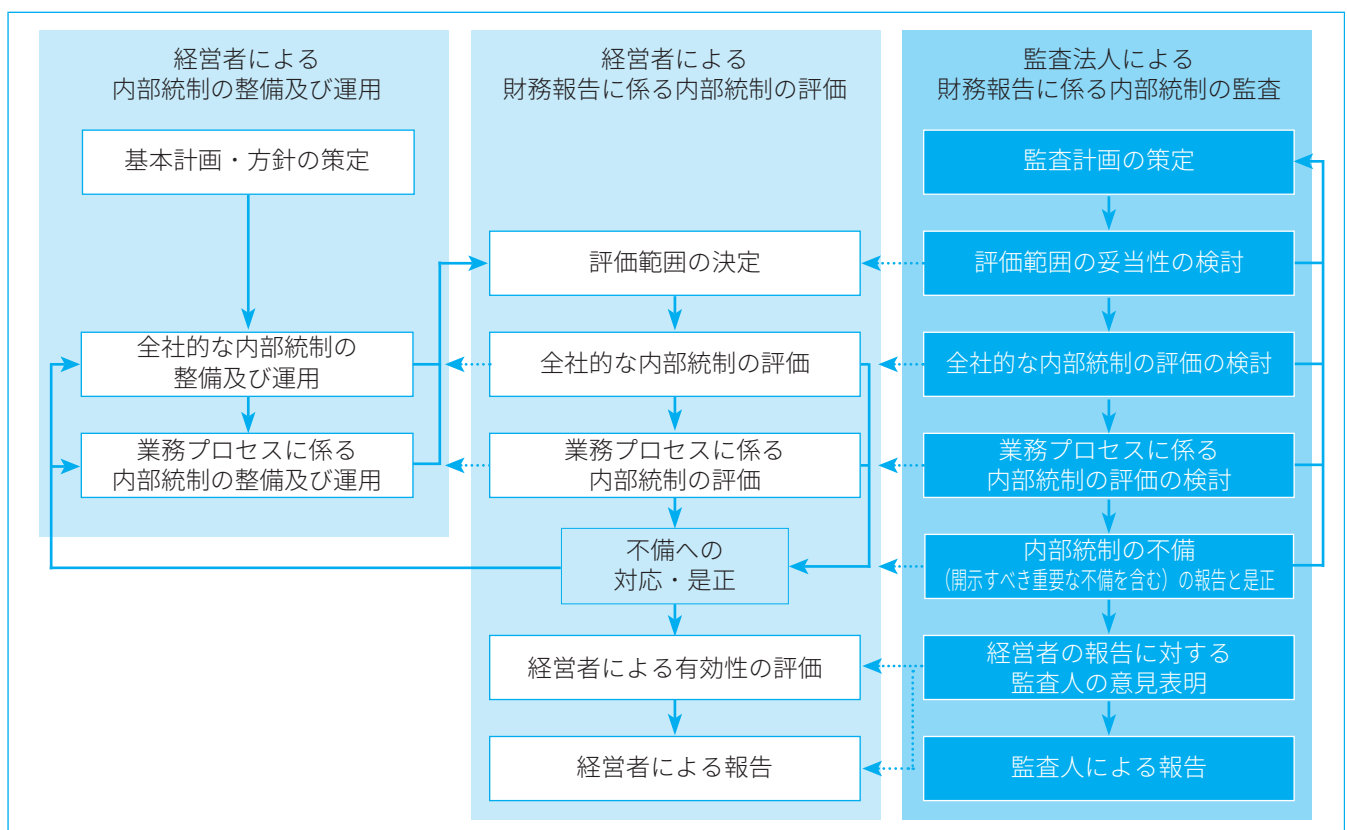 経営者による
内部統制の整備及び運用
基本計画・方針の策定
全社的な内部統制の
整備及び運用
業務プロセスに係る
内部統制の整備及び運用
経営者による
財務報告に係る内部統制の評価
評価範囲の決定
全社的な内部統制の評価
業務プロセスに係る
内部統制の評価
不備への
対応・是正
経営者による有効性の評価
経営者による報告
監査法人による
財務報告に係る内部統制の監査
監査計画の策定
評価範囲の妥当性の検討
全社的な内部統制の評価の検討
業務プロセスに係る
内部統制の評価の検討
内部統制の不備
(開示すべき重要な不備を含む)の報告と是正
経営者の報告に対する
監査人の意見表明
監査人による報告